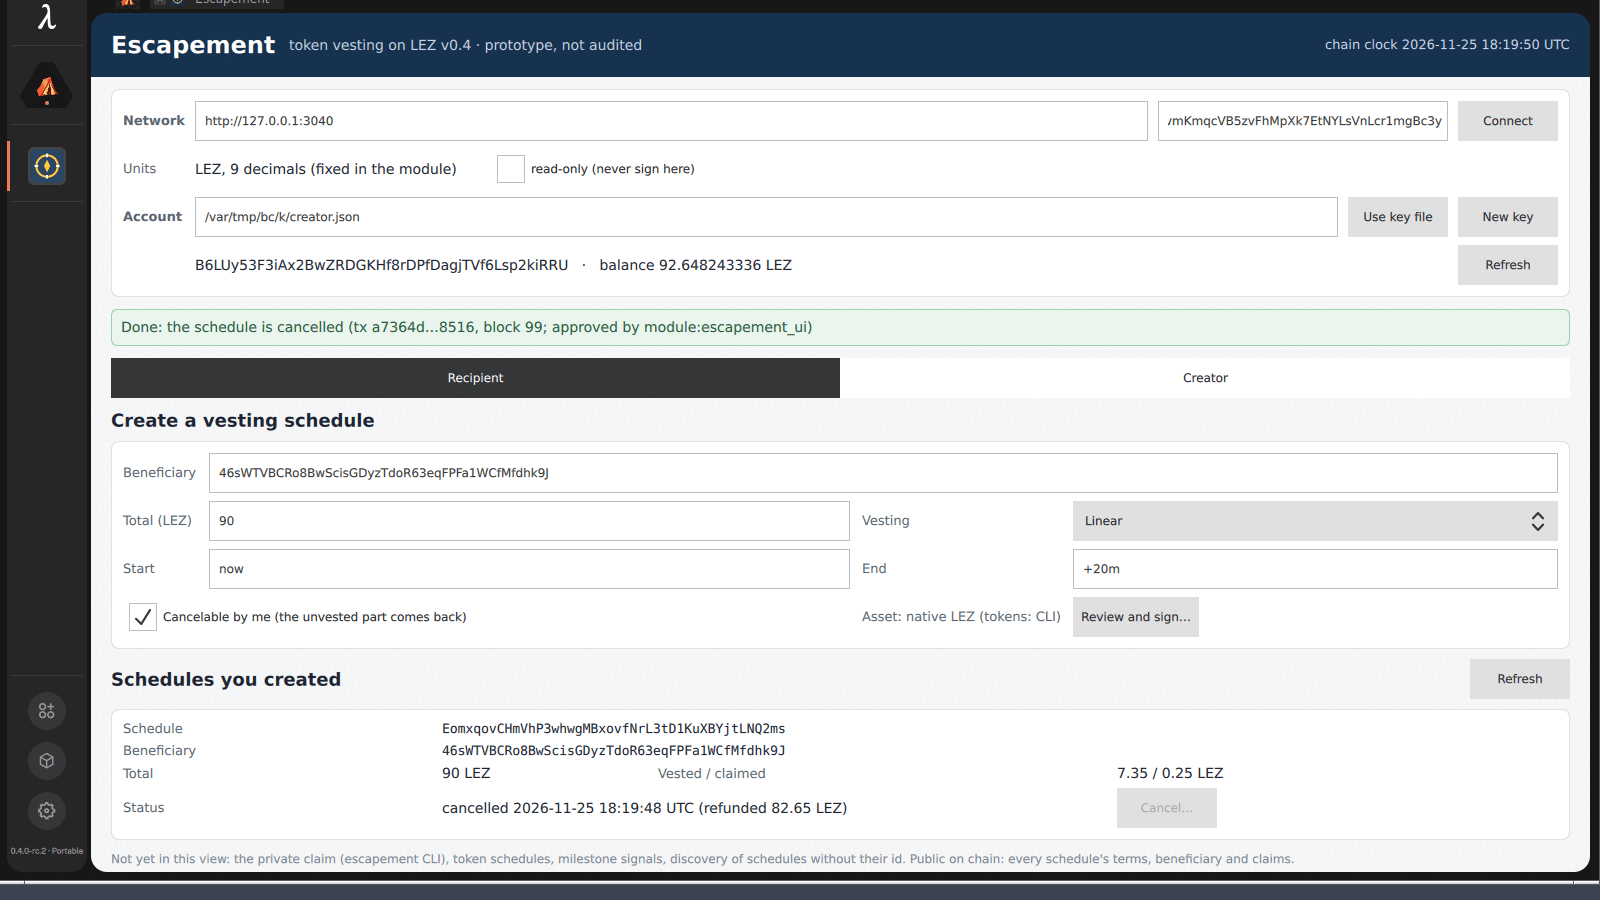 λ
Escapement
Escapement token vesting on LEZ v0.4 · prototype, not audited chain clock 2026-11-25 18:19:50 UTC
Network http://127.0.0.1:3040 /mKmqcVB5zvFhMpXk7EtNYLsVnLcr1mgBc3y Connect
Units LEZ, 9 decimals (fixed in the module) read-only (never sign here)
Account /var/tmp/bc/k/creator.json Use key file New key
B6LUy53F3iAx2BwZRDGKHf8rDPfDagjTVf6Lsp2kiRRU · balance 92.648243336 LEZ Refresh
Done: the schedule is cancelled (tx a7364d…8516, block 99; approved by module:escapement_ui)
Recipient Creator
Create a vesting schedule
Beneficiary 46sWTVBCRo8BwScisGDyzTdoR63eqFPFa1WCfMfdhk9J
Total (LEZ) 90 Vesting Linear
Start now End +20m
Cancelable by me (the unvested part comes back) Asset: native LEZ (tokens: CLI) Review and sign…
Schedules you created Refresh
Schedule EomxqovCHmVhP3whwgMBxovfNrL3tD1KuXBYjtLNQ2ms
Beneficiary 46sWTVBCRo8BwScisGDyzTdoR63eqFPFa1WCfMfdhk9J
Total 90 LEZ Vested / claimed 7.35 / 0.25 LEZ
Status cancelled 2026-11-25 18:19:48 UTC (refunded 82.65 LEZ) Cancel…
0.4.0-rc.2 · Portable
Not yet in this view: the private claim (escapement CLI), token schedules, milestone signals, discovery of schedules without their id. Public on chain: every schedule's terms, beneficiary and claims.